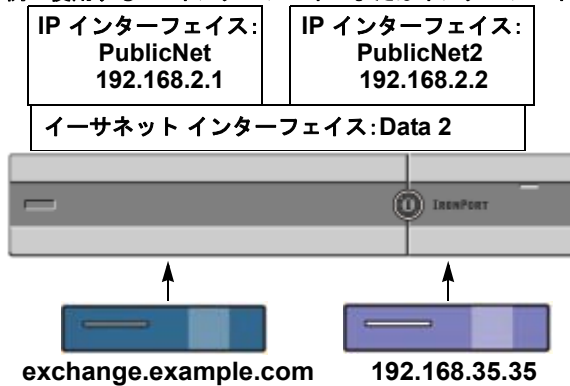 IP インターフェイス:
PublicNet
192.168.2.1
IP インターフェイス:
PublicNet2
192.168.2.2
イーサネット インターフェイス:Data 2
IRONPORT
exchange.example.com
192.168.35.35